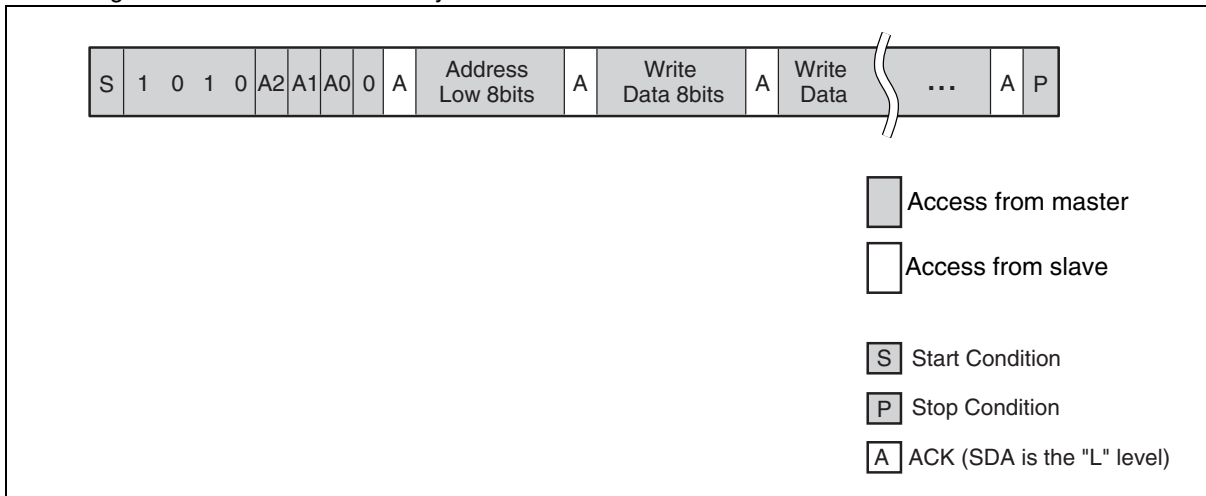 S 1 0 1 0 A2 A1 A0 0 A Address Low 8bits A Write Data 8bits A Write Data ... A P
Access from master
Access from slave
S Start Condition
P Stop Condition
A ACK (SDA is the "L" level)